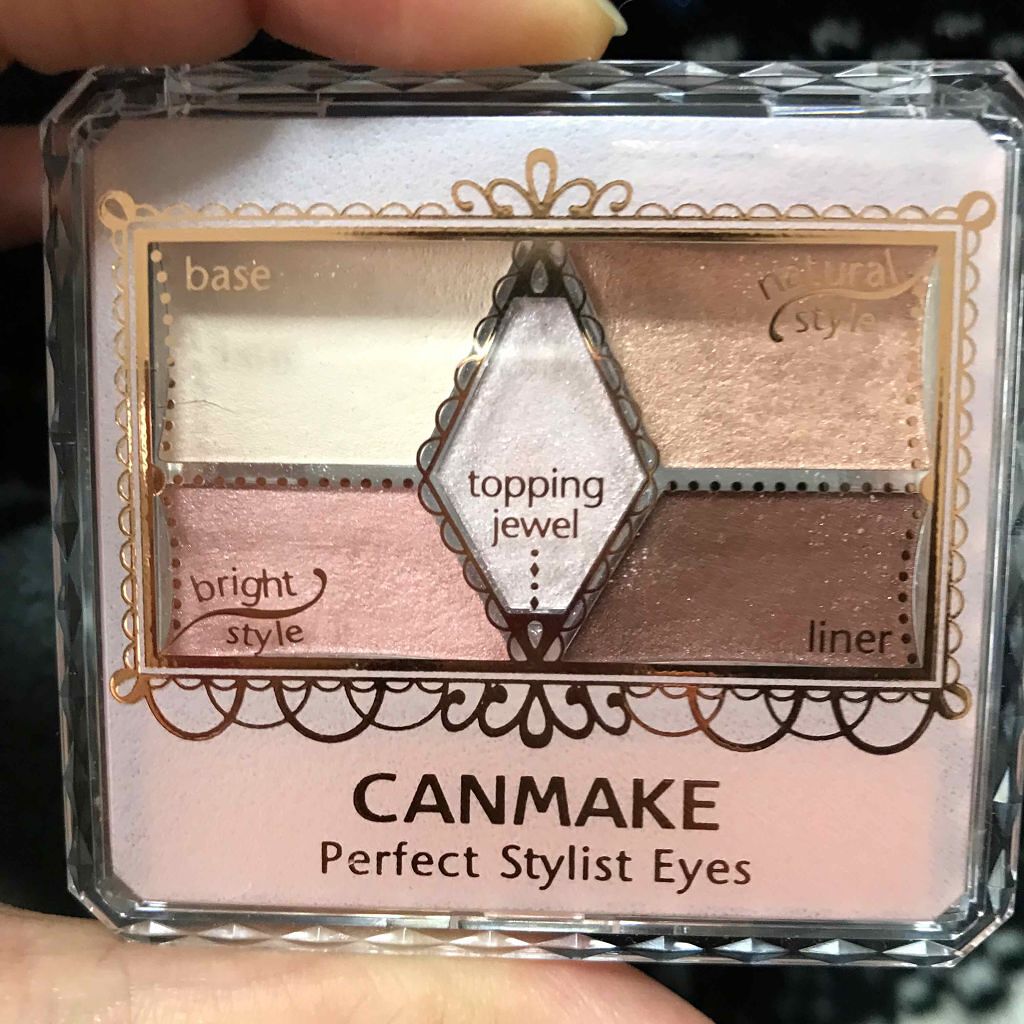 base
natural
style
topping
jewel
bright
style
liner
CANMAKE
Perfect Stylist Eyes